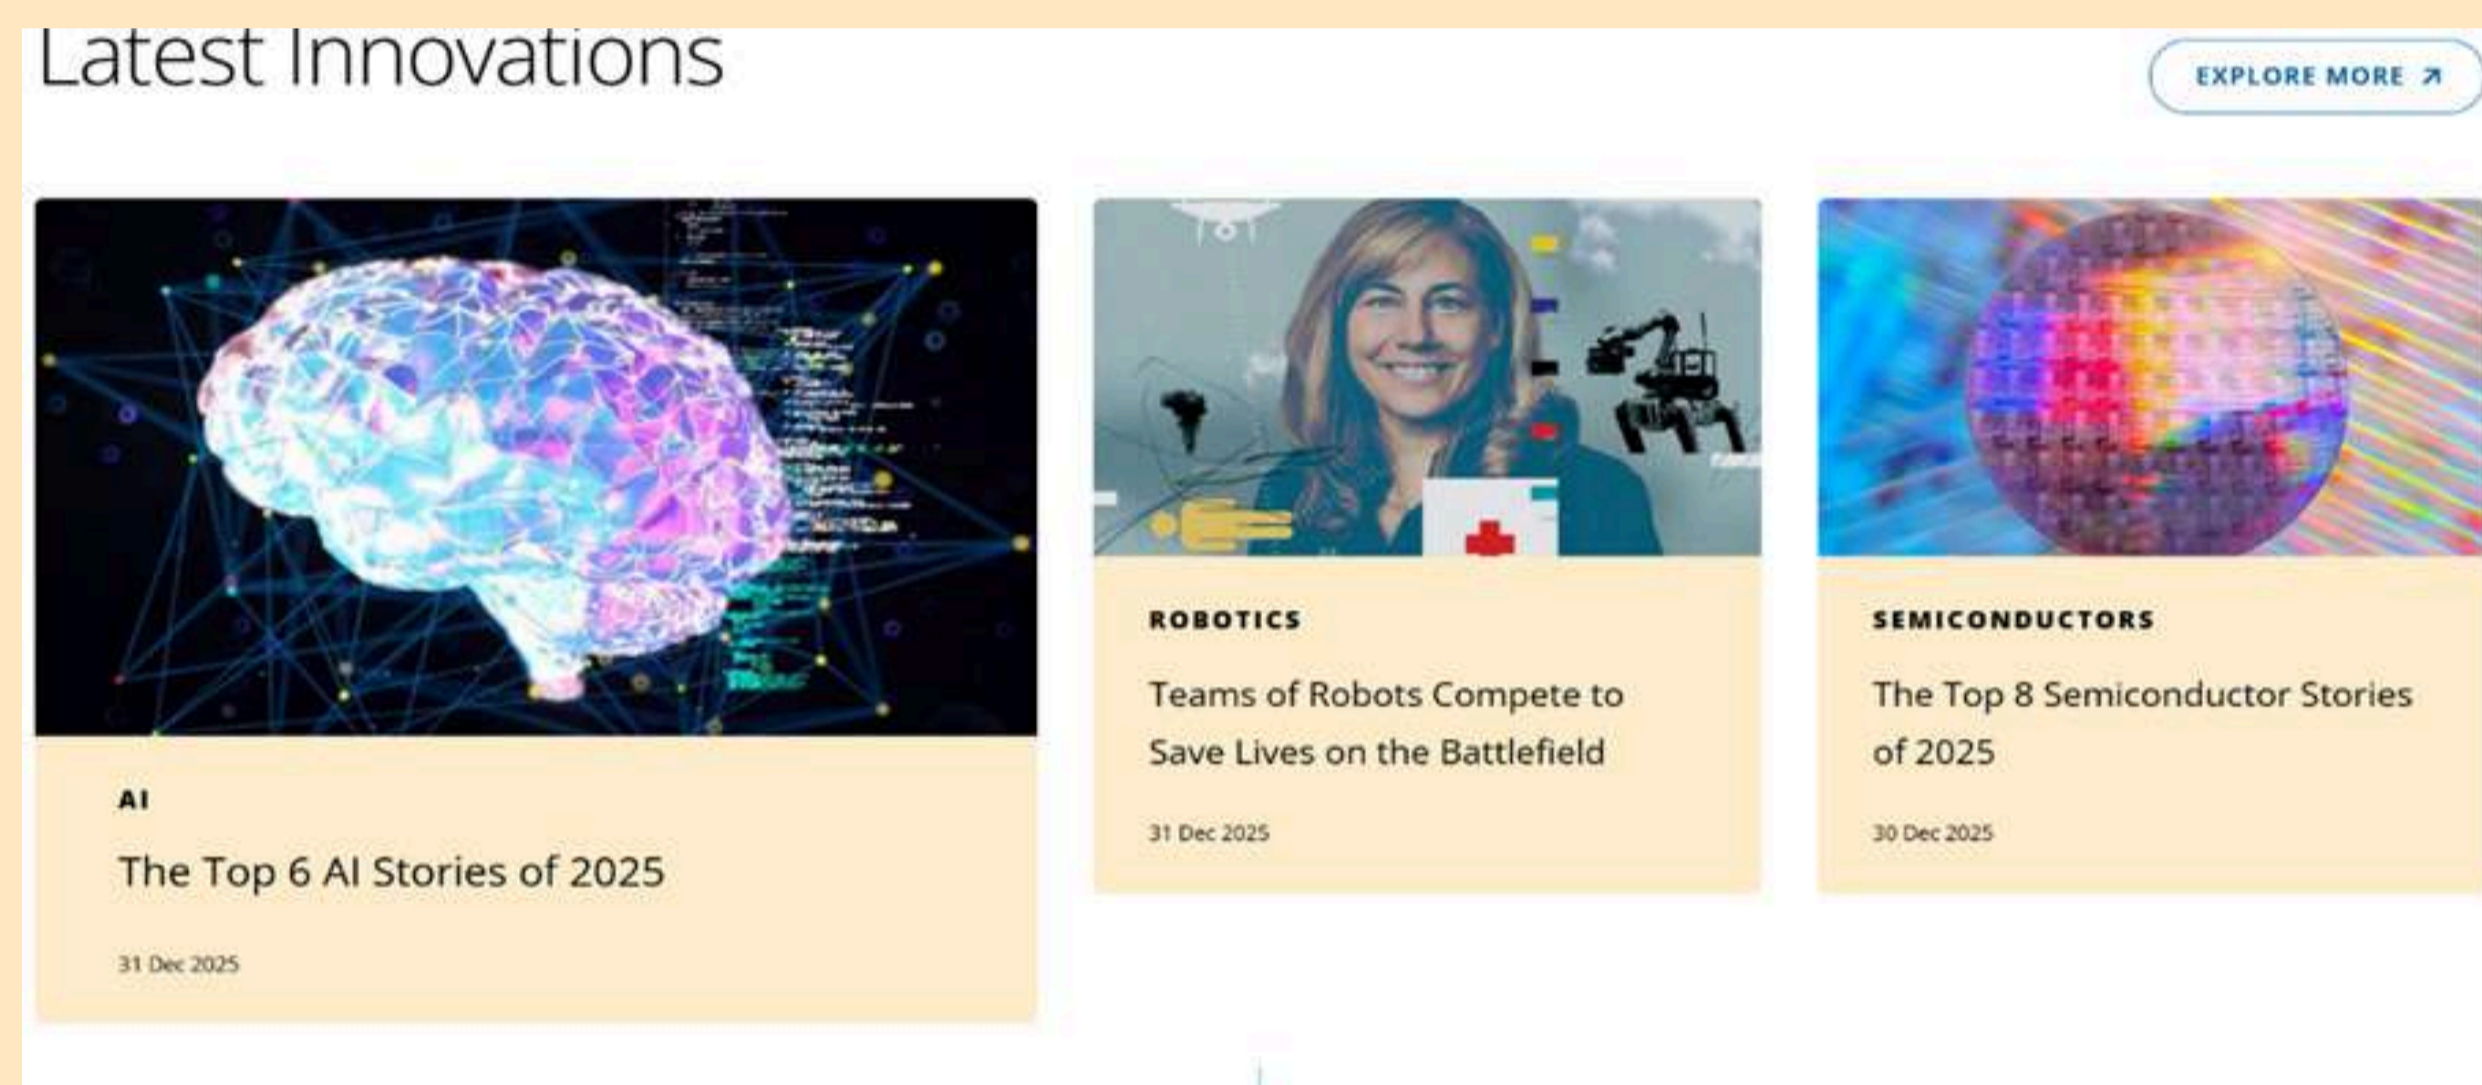 Latest Innovations
EXPLORE MORE
AI
The Top 6 AI Stories of 2025
31 Dec 2025
ROBOTICS
Teams of Robots Compete to
Save Lives on the Battlefield
31 Dec 2025
SEMICONDUCTORS
The Top 8 Semiconductor Stories
of 2025
30 Dec 2025